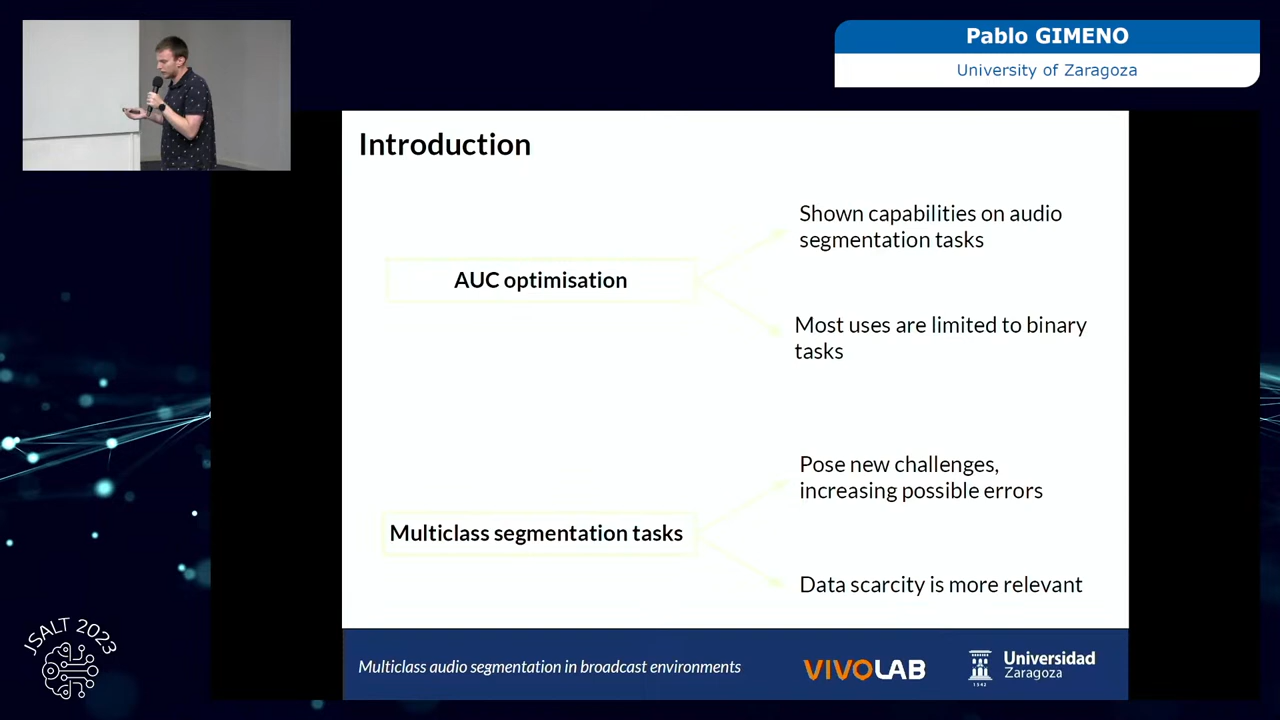 Pablo GIMENO
University of Zaragoza
Introduction
Shown capabilities on audio
segmentation tasks
AUC optimisation
Most uses are limited to binary
tasks
Pose new challenges,
increasing possible errors
Multiclass segmentation tasks
Data scarcity is more relevant
JSALT 2023
Multiclass audio segmentation in broadcast environments
VIVOLAB
Universidad
Zaragoza
1542